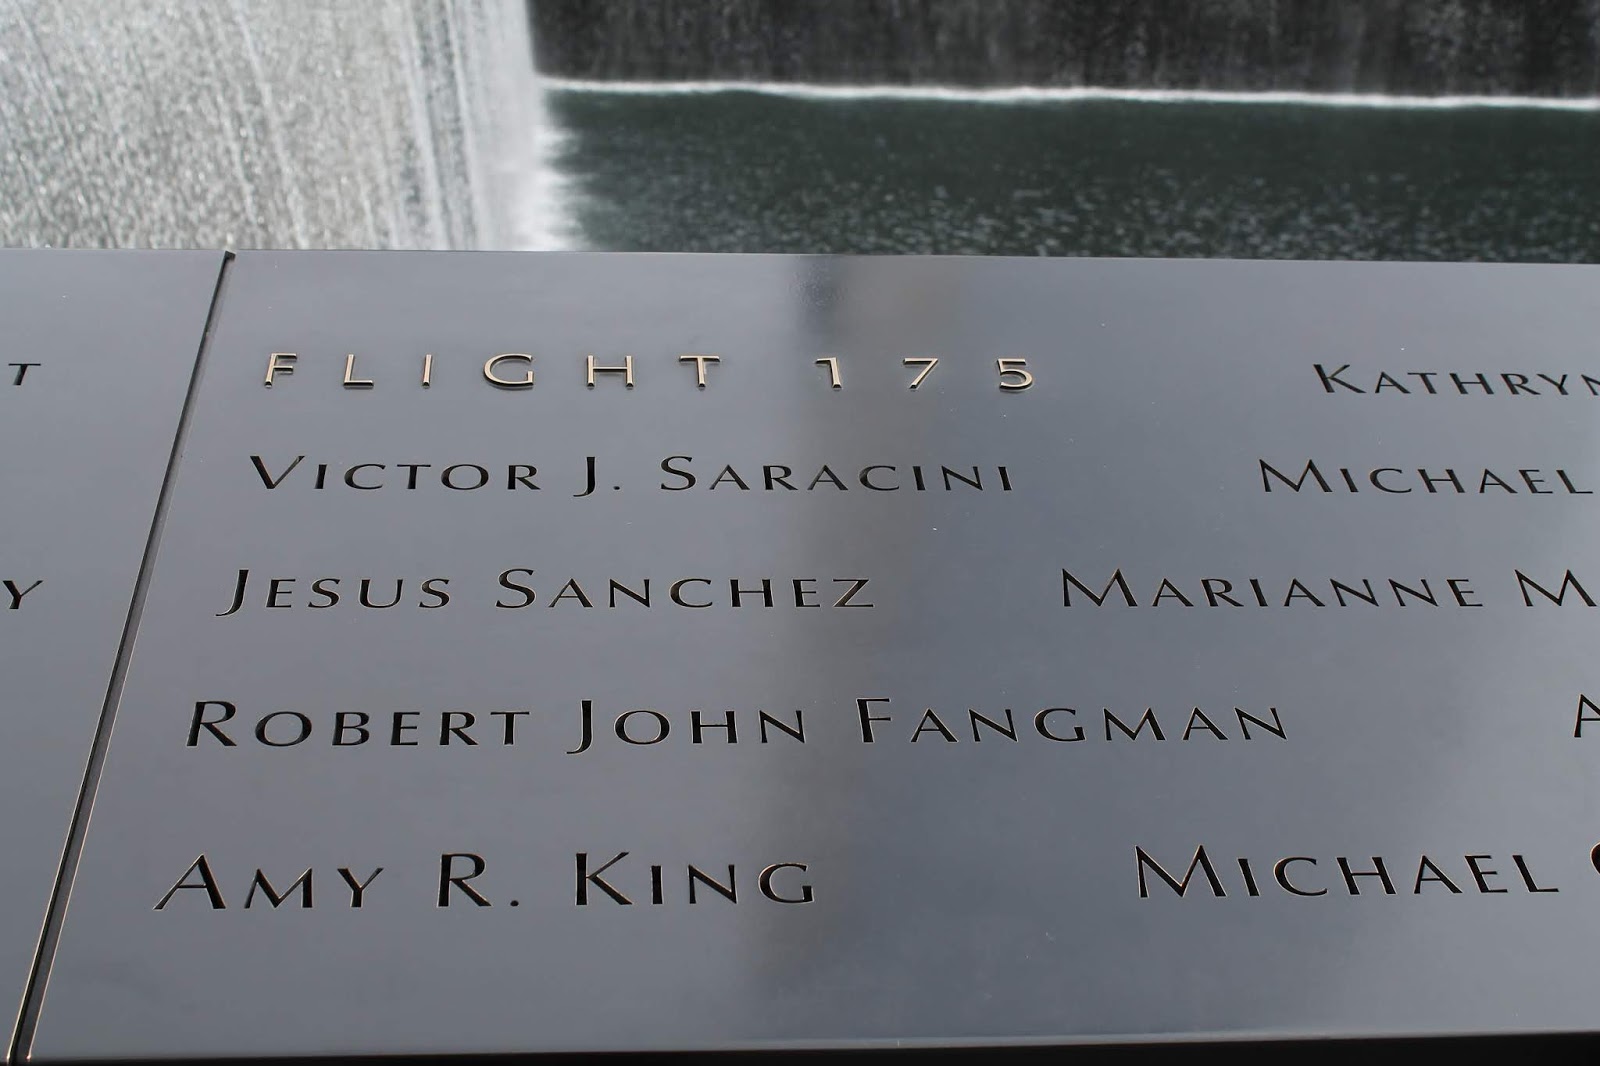 T FLIGHT 175 KATHRYN
VICTOR J. SARACINI MICHAEL
Y JESUS SANCHEZ MARIANNE M
ROBERT JOHN FANGMAN A
AMY R. KING MICHAEL